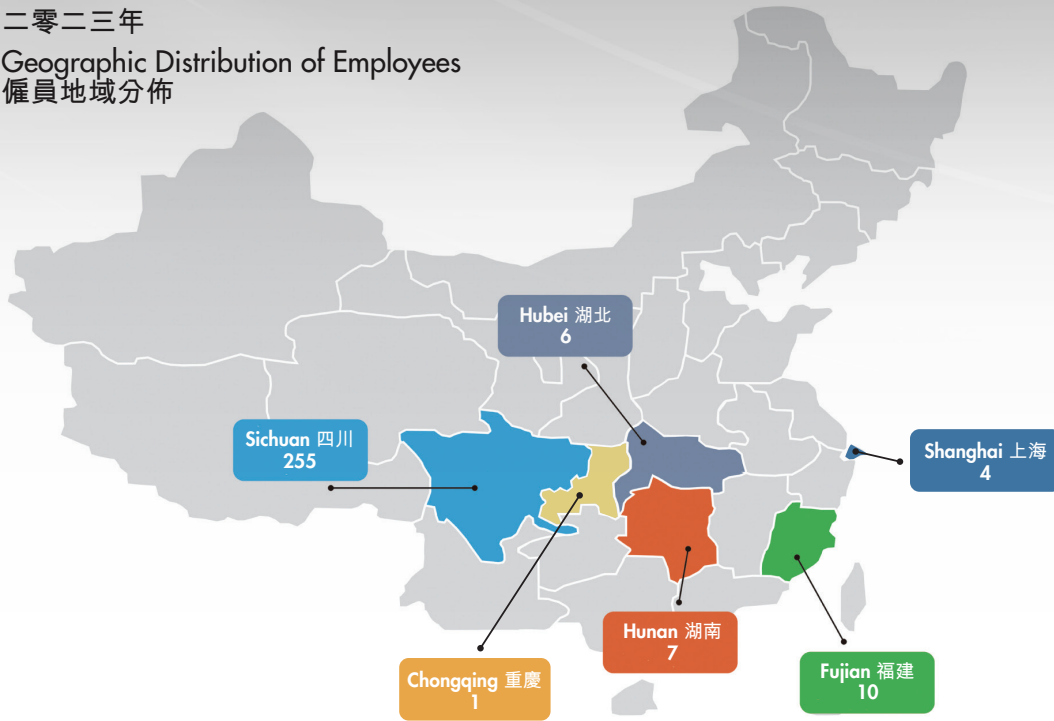 二零二三年
Geographic Distribution of Employees
僱員地域分佈
Hubei 湖北
6
Sichuan 四川
255
Shanghai 上海
4
Hunan 湖南
7
Fujian 福建
10
Chongqing 重慶
1